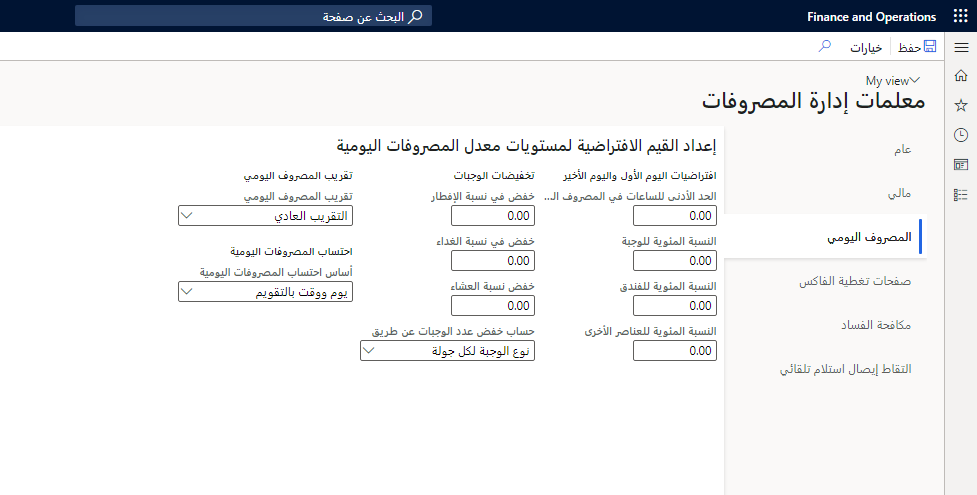 Finance and Operations
البحث عن صفحة
حفظ
خيارات
My view
معلمات إدارة المصروفات
عام
مالي
المصروف اليومي
صفحات تغطية الفاكس
مكافحة الفساد
التقاط إيصال استلام تلقائي
إعداد القيم الافتراضية لمستويات معدل المصروفات اليومية
افتراضيات اليوم الأول واليوم الأخير
الحد الأدنى للساعات في المصروف الـ...
0.00
النسبة المئوية للوجبة
0.00
النسبة المئوية للفندق
0.00
النسبة المئوية للعناصر الأخرى
0.00
تخفيضات الوجبات
خفض في نسبة الإفطار
0.00
خفض في نسبة الغداء
0.00
خفض نسبة العشاء
0.00
حساب خفض عدد الوجبات عن طريق
نوع الوجبة لكل جولة
تقريب المصروف اليومي
تقريب المصروف اليومي
التقريب العادي
احتساب المصروفات اليومية
أساس احتساب المصروفات اليومية
يوم ووقت بالتقويم